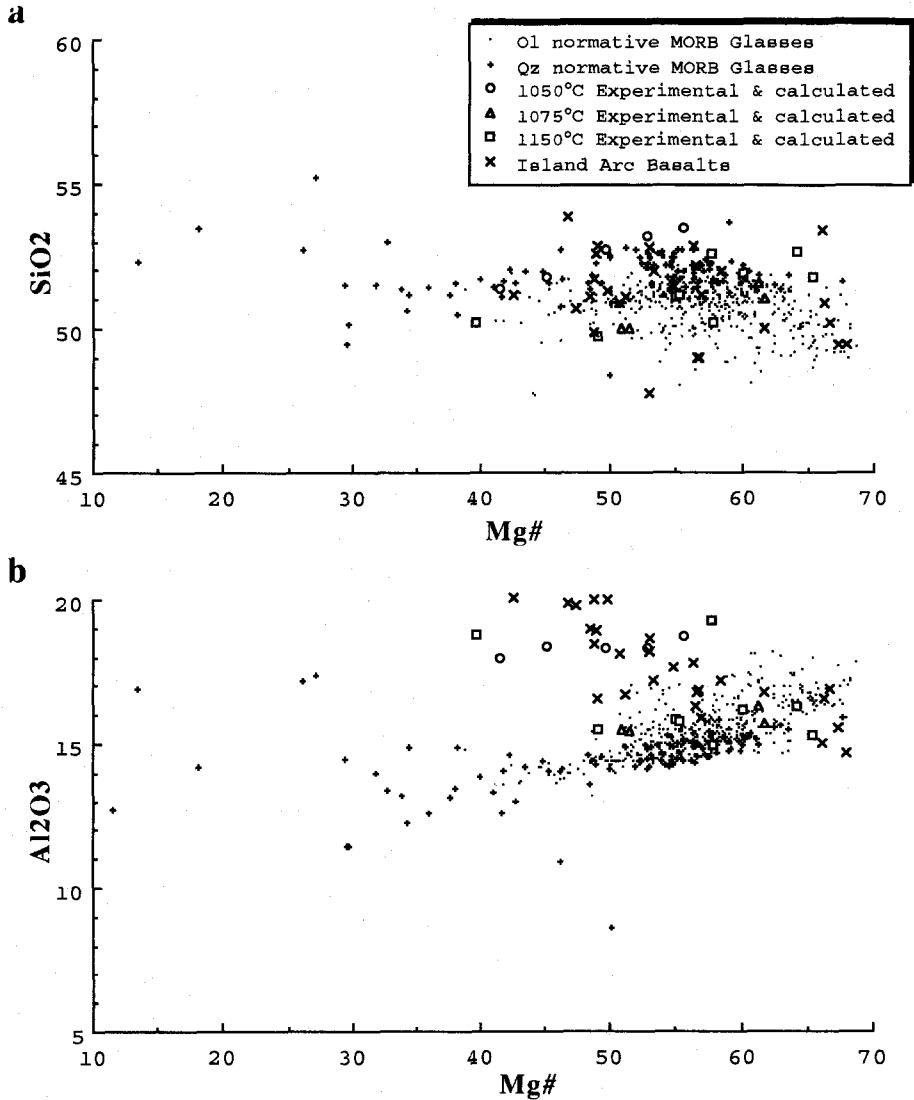 a
60
55
50
45
SiO2
10 20 30 40 50 60 70
Mg#
Ol normative MORB Glasses
Qz normative MORB Glasses
1050°C Experimental & calculated
1075°C Experimental & calculated
1150°C Experimental & calculated
Island Arc Basalts
b
20
15
10
5
Al2O3
10 20 30 40 50 60 70
Mg#